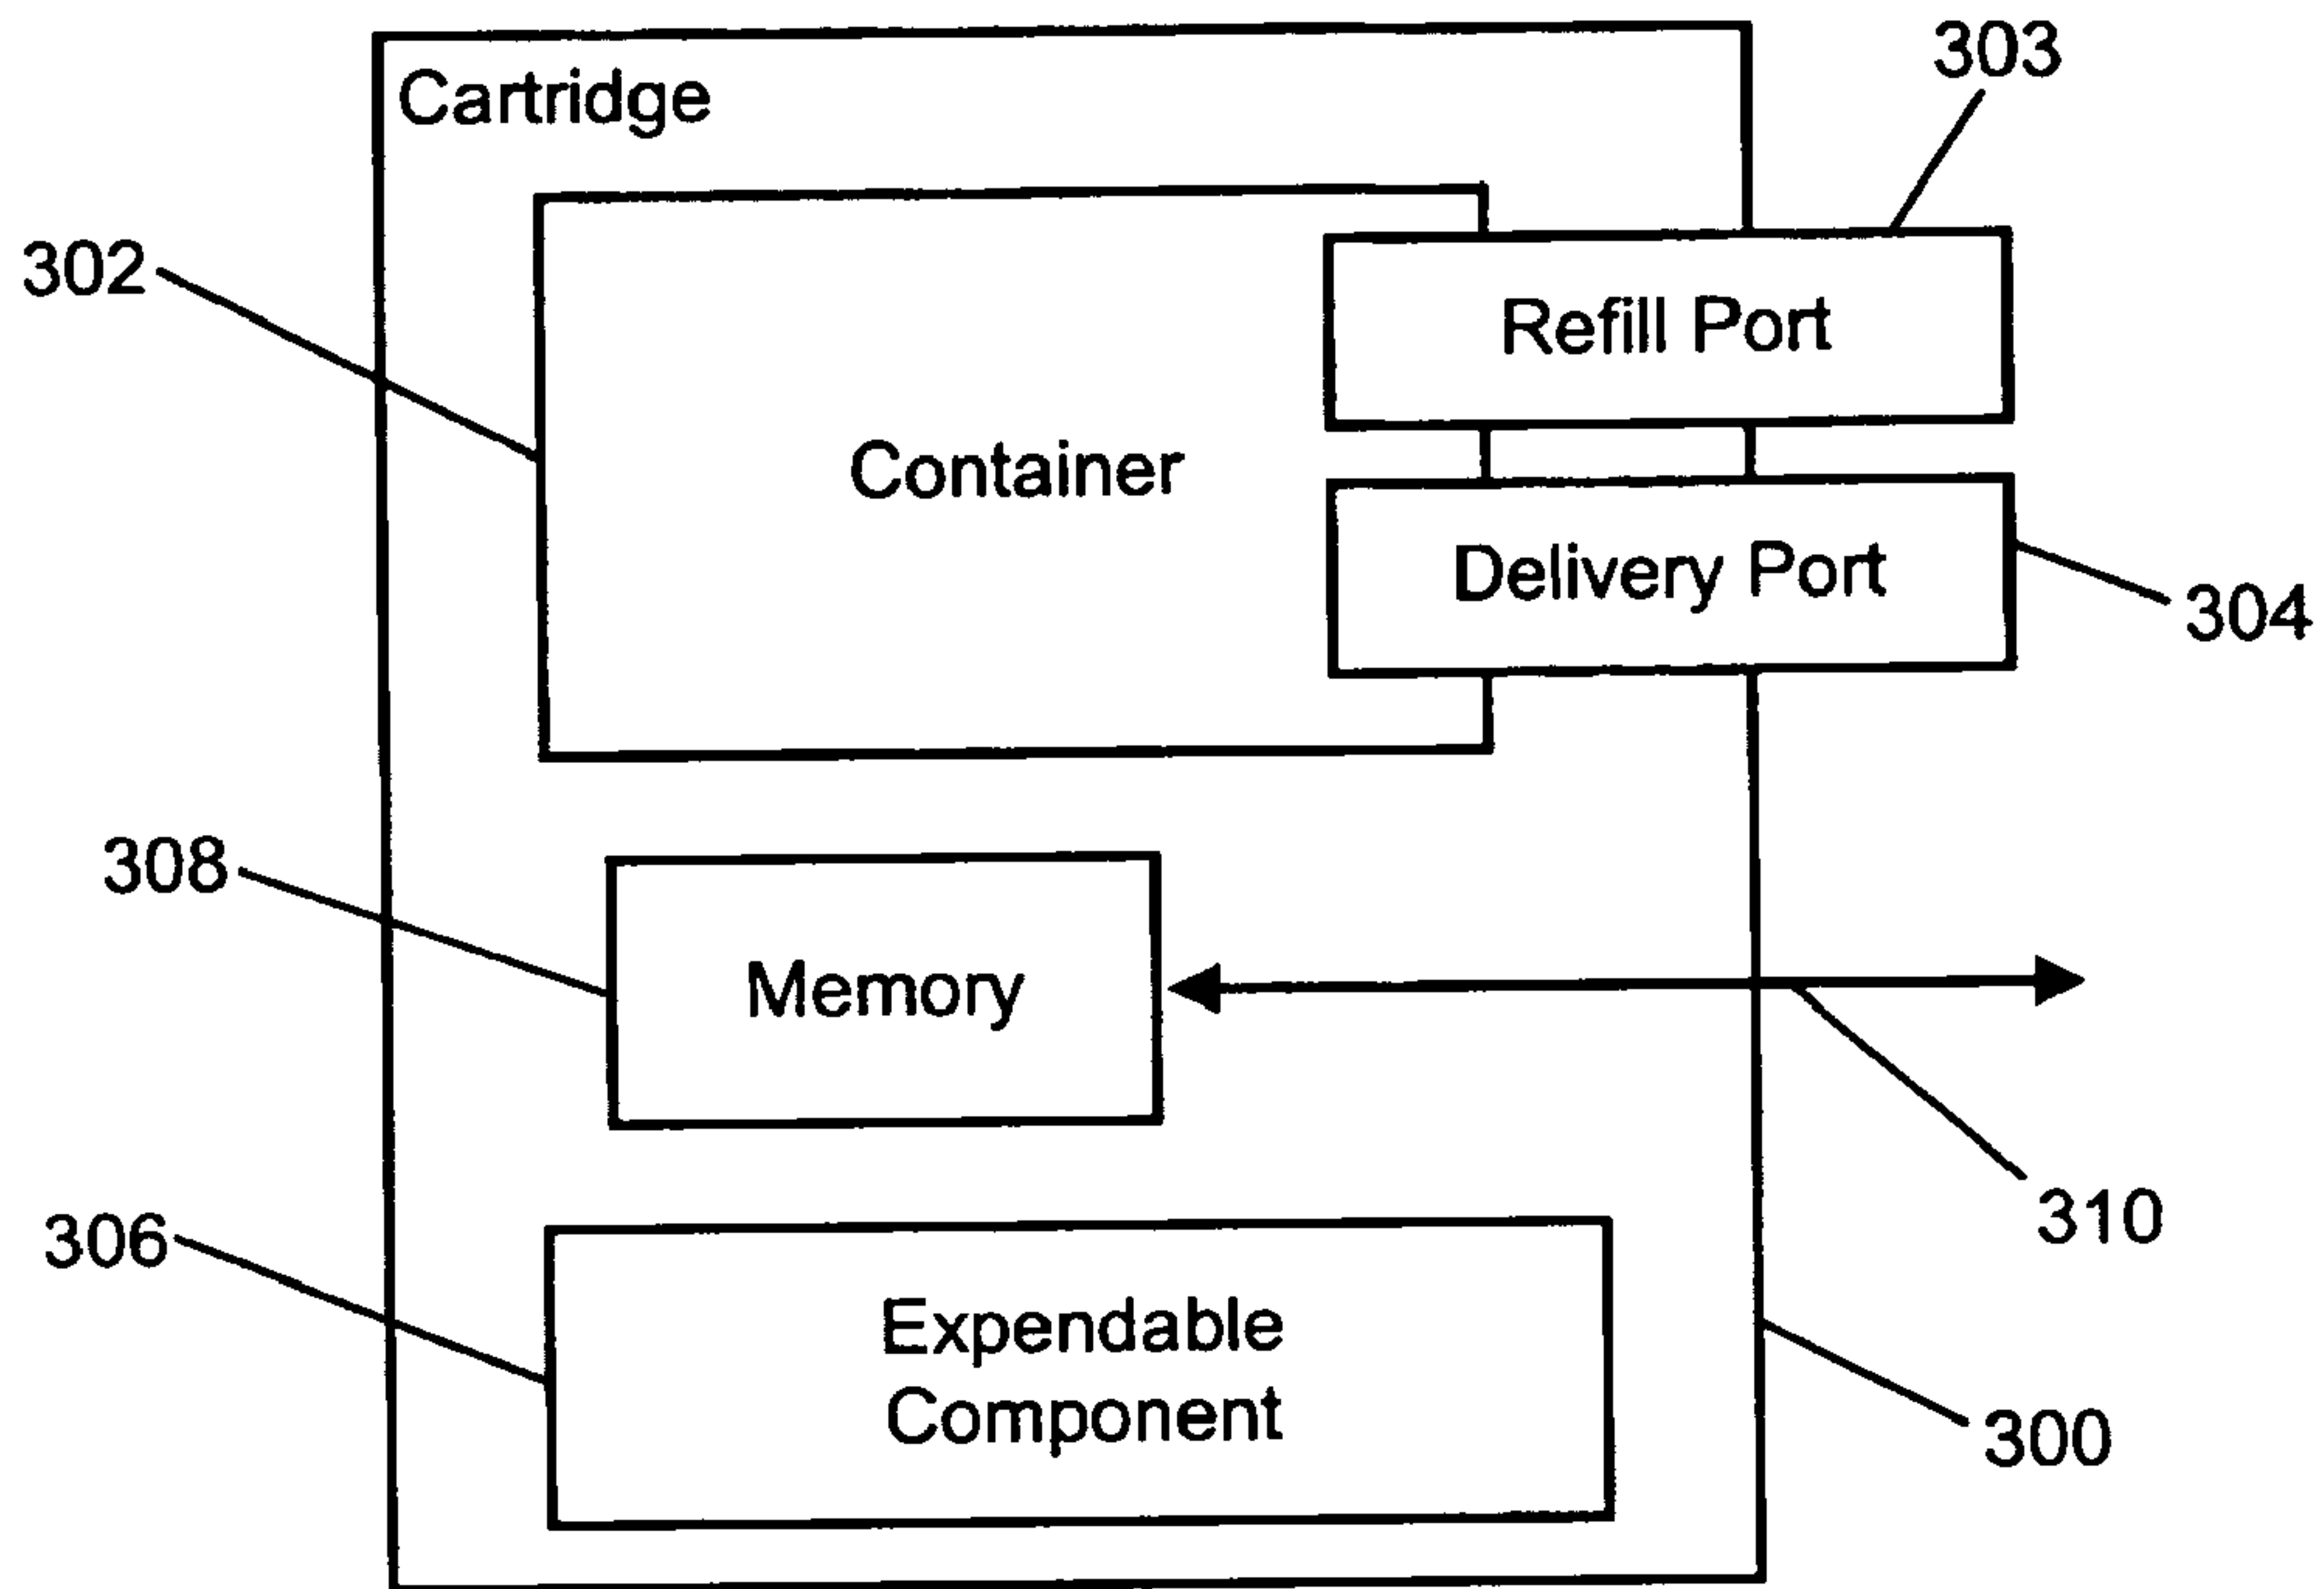 303
Cartridge
302
Refill Port
Container
Delivery Port
304
308
Memory
310
306
Expendable
Component
300